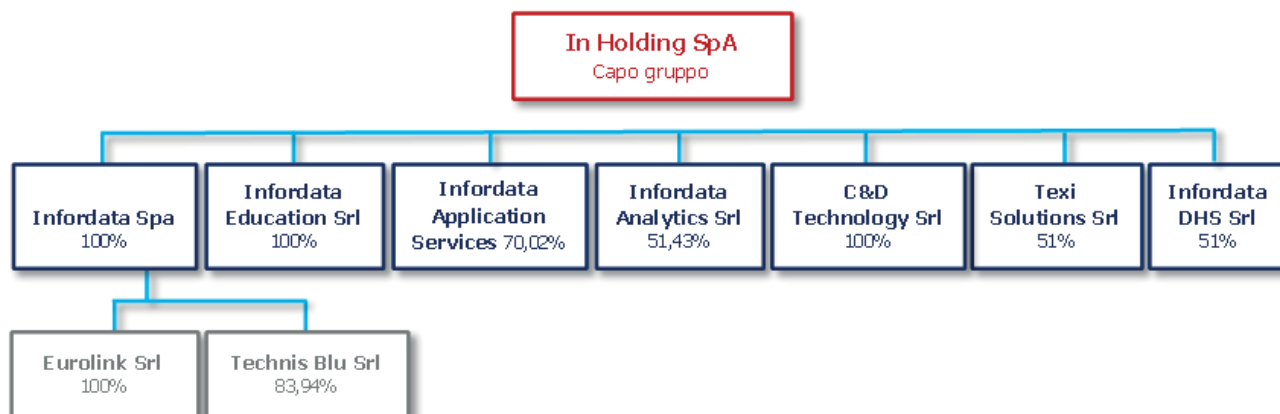 In Holding SpA
Capo gruppo
Infordata Spa
100%
Infordata
Education Srl
100%
Infordata
Application
Services 70,02%
Infordata
Analytics Srl
51,43%
C&D
Technology Srl
100%
Texi
Solutions Srl
51%
Infordata
DHS Srl
51%
Eurolink Srl
100%
Technis Blu Srl
83,94%